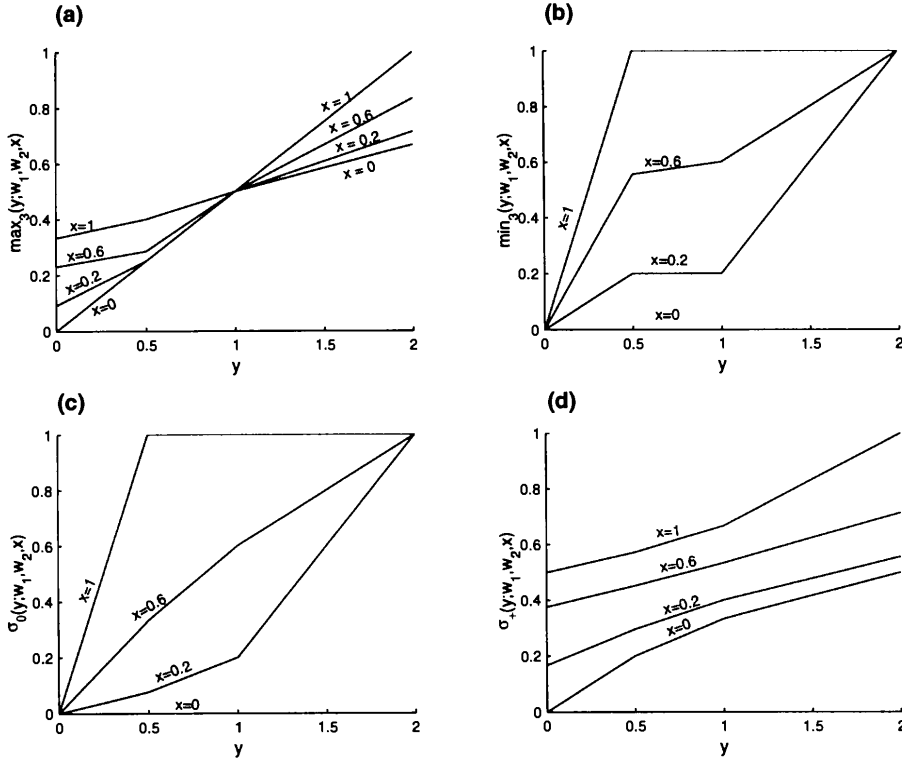 (a)
max₃(y;w₁,w₂,x)
1
0.8
0.6
0.4
0.2
0
x = 1
x = 0.6
x = 0.2
x = 0
x=1
x=0.6
x=0.2
x=0
0 0.5 1 1.5 2
y
(b)
min₃(y;w₁,w₂,x)
1
0.8
0.6
0.4
0.2
0
x=1
x=0.6
x=0.2
x=0
0 0.5 1 1.5 2
y
(c)
σ₀(y;w₁,w₂,x)
1
0.8
0.6
0.4
0.2
0
x=1
x=0.6
x=0.2
x=0
0 0.5 1 1.5 2
y
(d)
σ₊(y;w₁,w₂,x)
1
0.8
0.6
0.4
0.2
0
x=1
x=0.6
x=0.2
x=0
0 0.5 1 1.5 2
y